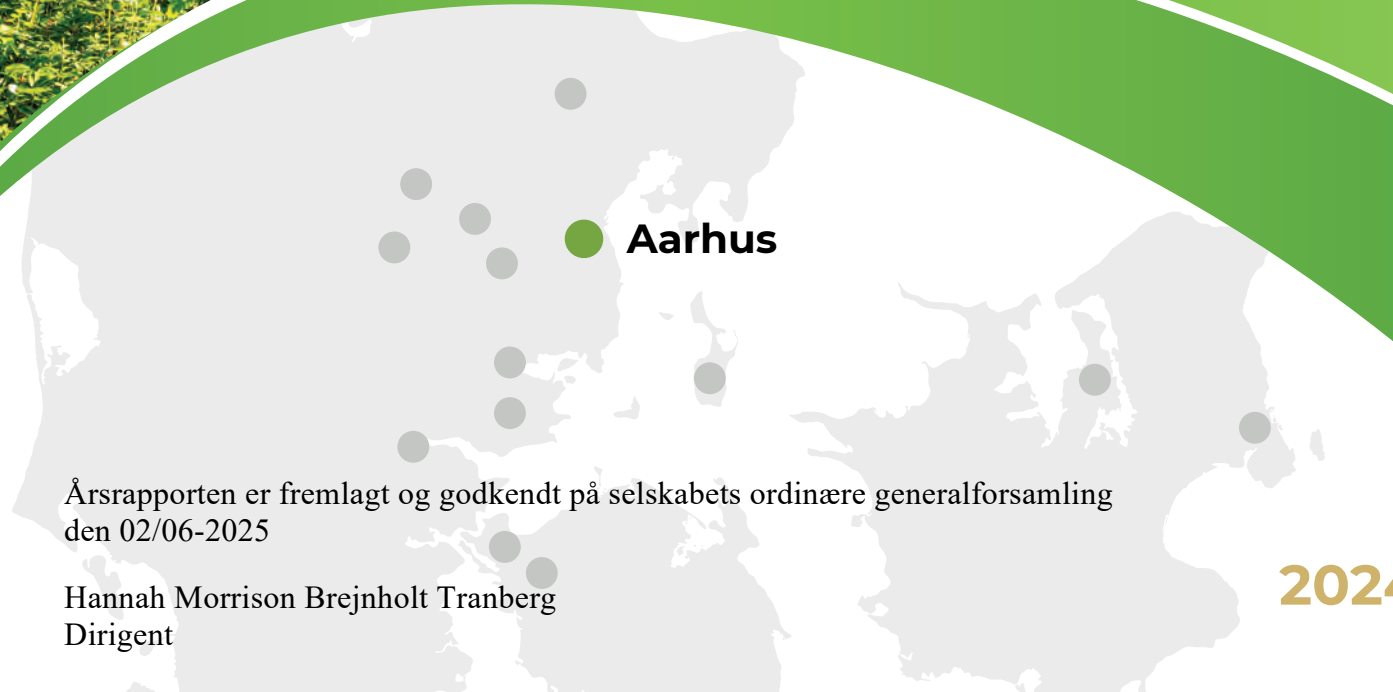 Aarhus
Årsrapporten er fremlagt og godkendt på selskabets ordinære generalforsamling
den 02/06-2025
Hannah Morrison Brejnholt Tranberg
Dirigent
2024